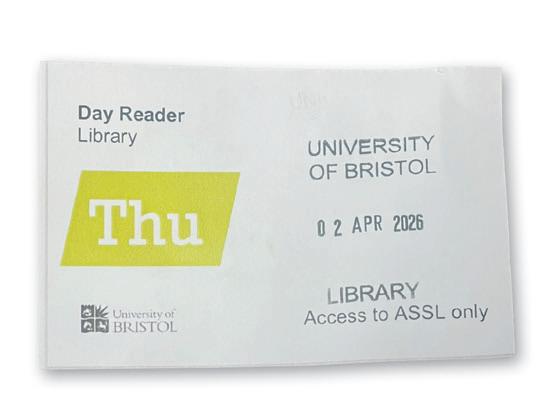 Day Reader
Library
Thu
University of
BRISTOL
UNIVERSITY
OF BRISTOL
02 APR 2026
LIBRARY
Access to ASSL only